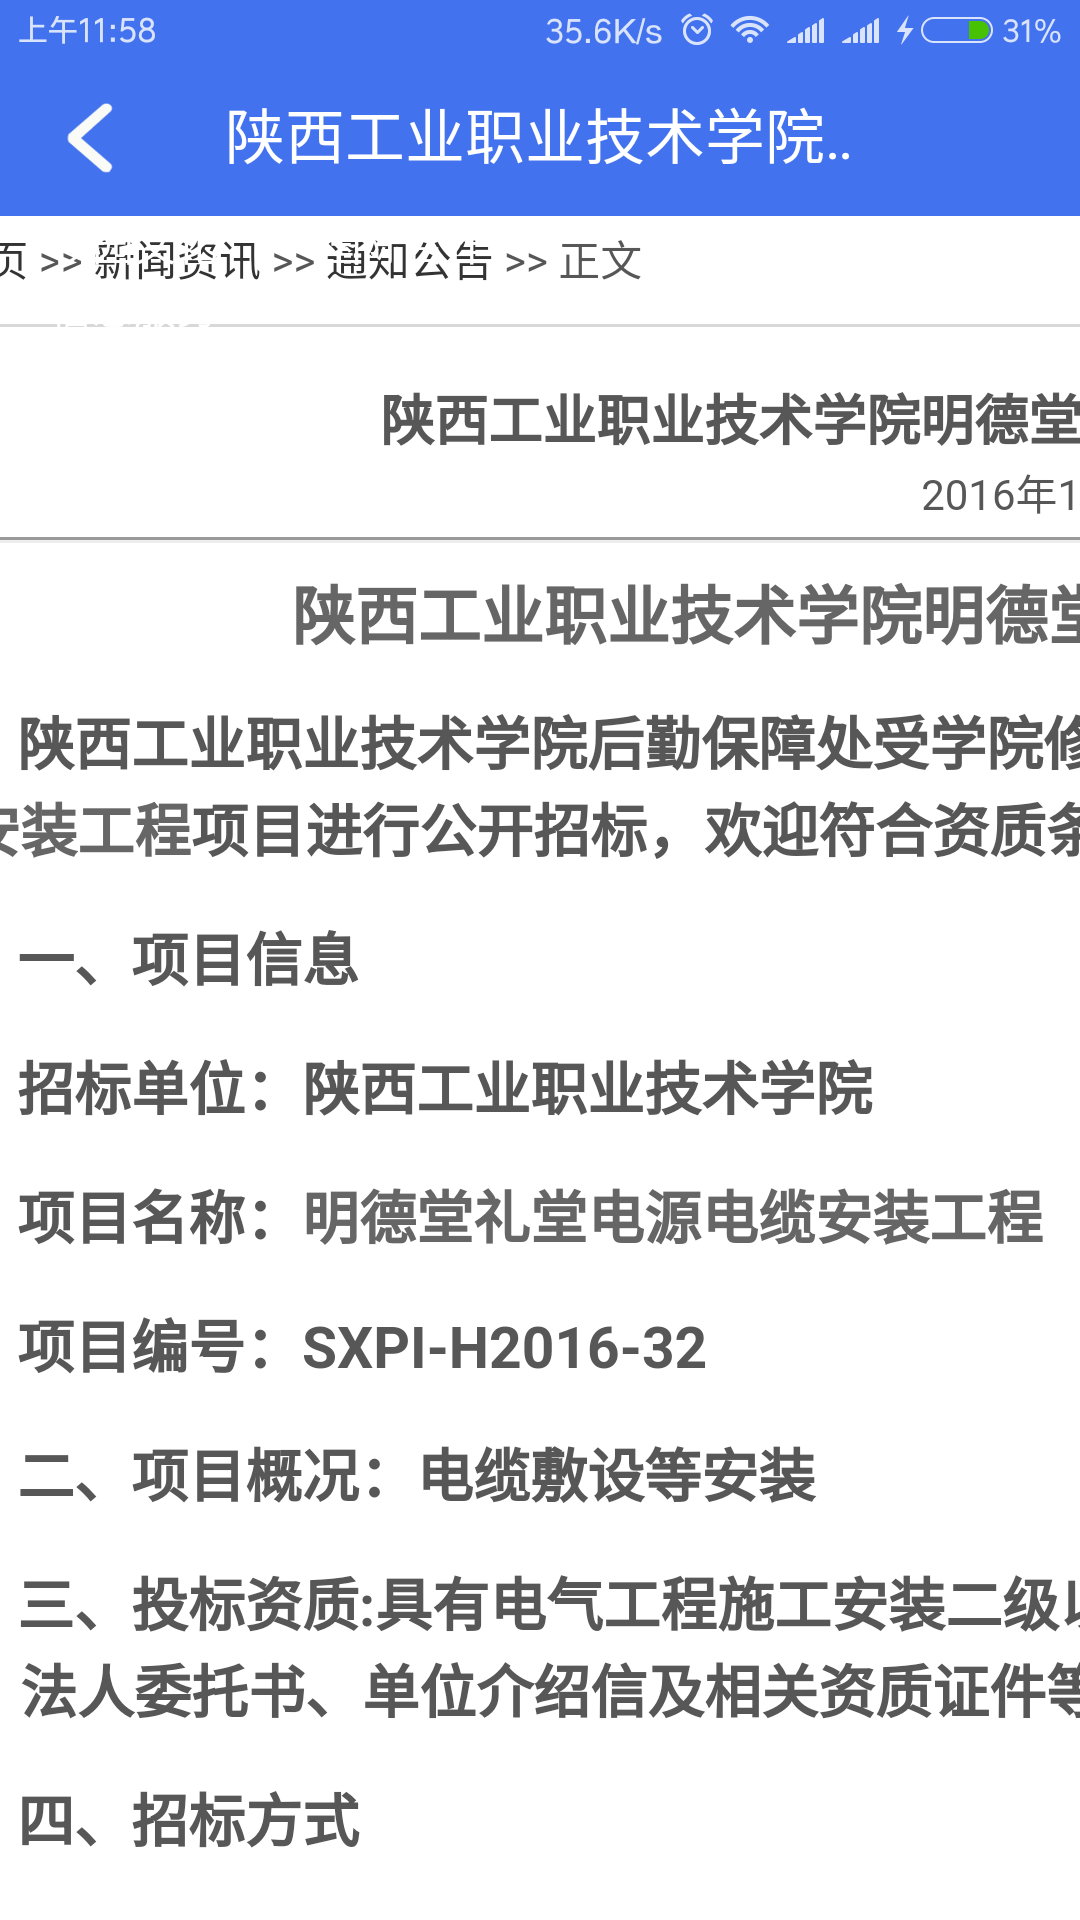 上午11:58 35.6K/s 31%
陕西工业职业技术学院..
页 >> 新闻资讯 >> 通知公告 >> 正文
陕西工业职业技术学院明德堂
2016年1
陕西工业职业技术学院明德堂
陕西工业职业技术学院后勤保障处受学院修
安装工程项目进行公开招标，欢迎符合资质条
一、项目信息
招标单位：陕西工业职业技术学院
项目名称：明德堂礼堂电源电缆安装工程
项目编号：SXPI-H2016-32
二、项目概况：电缆敷设等安装
三、投标资质:具有电气工程施工安装二级以
法人委托书、单位介绍信及相关资质证件等
四、招标方式